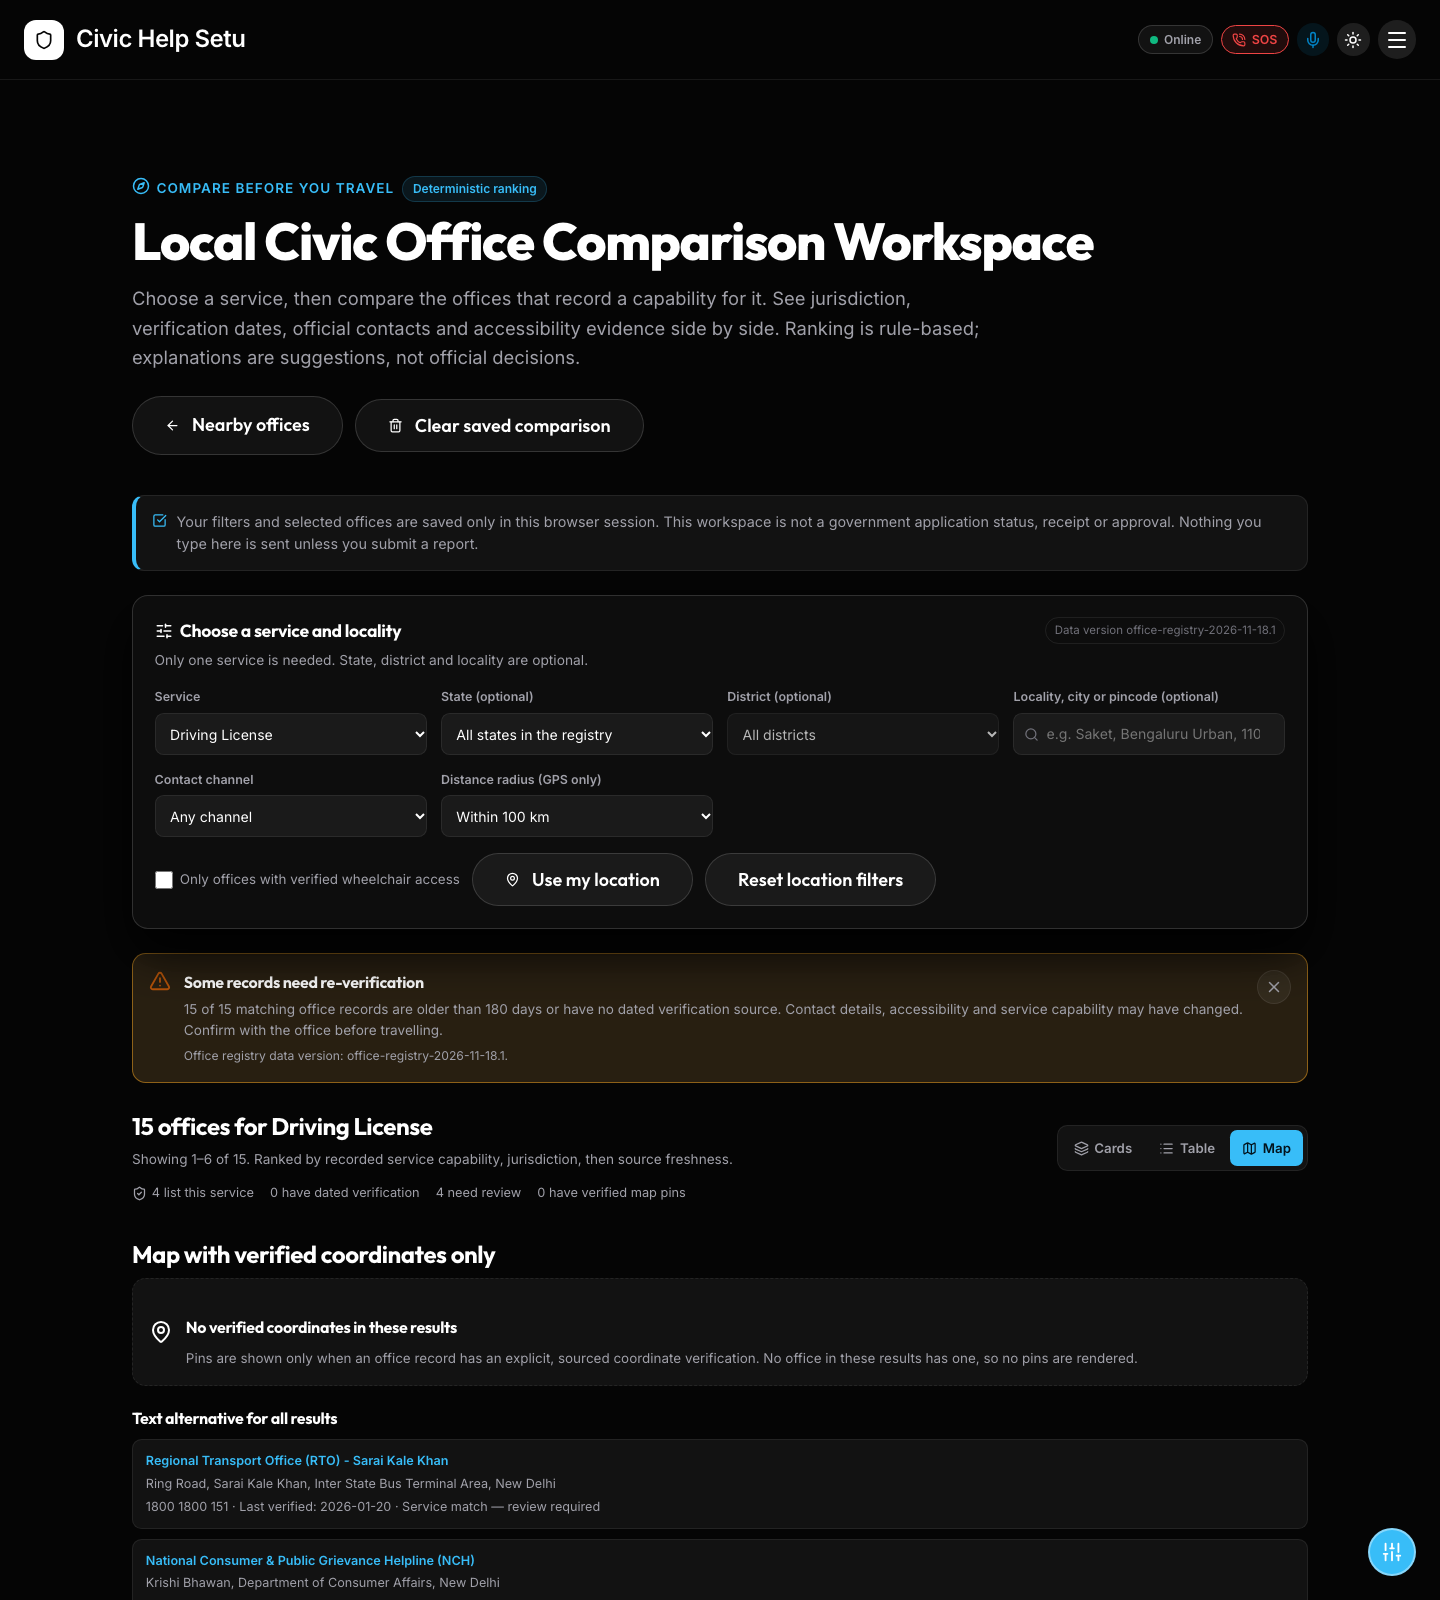 Civic Help Setu
Online
SOS
COMPARE BEFORE YOU TRAVEL
Deterministic ranking
Local Civic Office Comparison Workspace
Choose a service, then compare the offices that record a capability for it. See jurisdiction,
verification dates, official contacts and accessibility evidence side by side. Ranking is rule-based;
explanations are suggestions, not official decisions.
Nearby offices
Clear saved comparison
Your filters and selected offices are saved only in this browser session. This workspace is not a government application status, receipt or approval. Nothing you
type here is sent unless you submit a report.
Choose a service and locality
Data version office-registry-2026-11-18.1
Only one service is needed. State, district and locality are optional.
Service
State (optional)
District (optional)
Locality, city or pincode (optional)
Driving License
All states in the registry
All districts
e.g. Saket, Bengaluru Urban, 110
Contact channel
Distance radius (GPS only)
Any channel
Within 100 km
Only offices with verified wheelchair access
Use my location
Reset location filters
Some records need re-verification
15 of 15 matching office records are older than 180 days or have no dated verification source. Contact details, accessibility and service capability may have changed.
Confirm with the office before travelling.
Office registry data version: office-registry-2026-11-18.1.
15 offices for Driving License
Showing 1–6 of 15. Ranked by recorded service capability, jurisdiction, then source freshness.
Cards
Table
Map
4 list this service
0 have dated verification
4 need review
0 have verified map pins
Map with verified coordinates only
No verified coordinates in these results
Pins are shown only when an office record has an explicit, sourced coordinate verification. No office in these results has one, so no pins are rendered.
Text alternative for all results
Regional Transport Office (RTO) - Sarai Kale Khan
Ring Road, Sarai Kale Khan, Inter State Bus Terminal Area, New Delhi
1800 1800 151 · Last verified: 2026-01-20 · Service match — review required
National Consumer & Public Grievance Helpline (NCH)
Krishi Bhawan, Department of Consumer Affairs, New Delhi